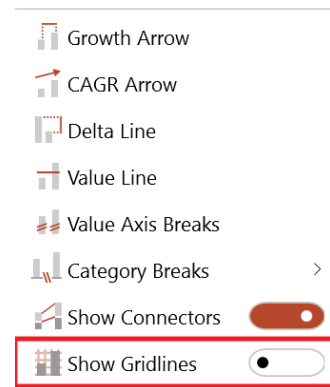 Growth Arrow
CAGR Arrow
Delta Line
Value Line
Value Axis Breaks
Category Breaks
Show Connectors
Show Gridlines